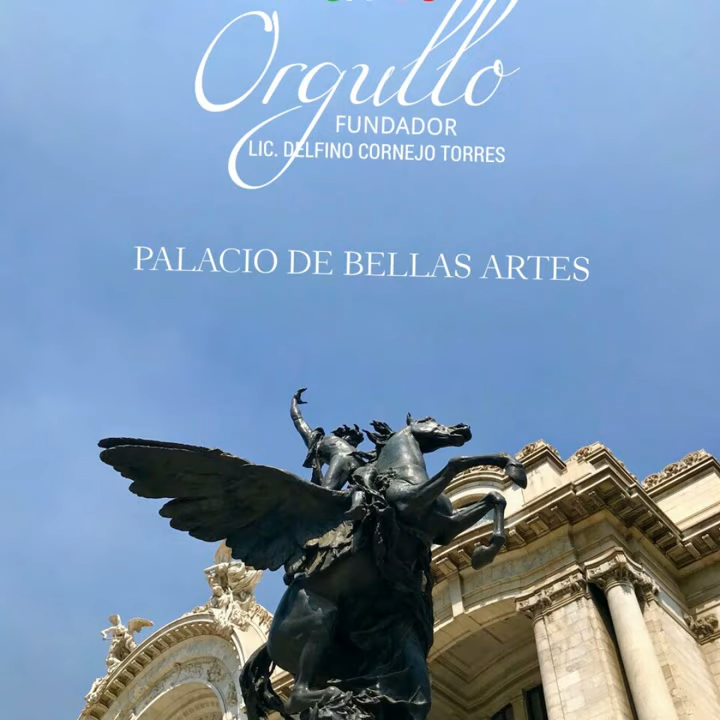 Orgullo
FUNDADOR
LIC. DELFINO CORNEJO TORRES
PALACIO DE BELLAS ARTES